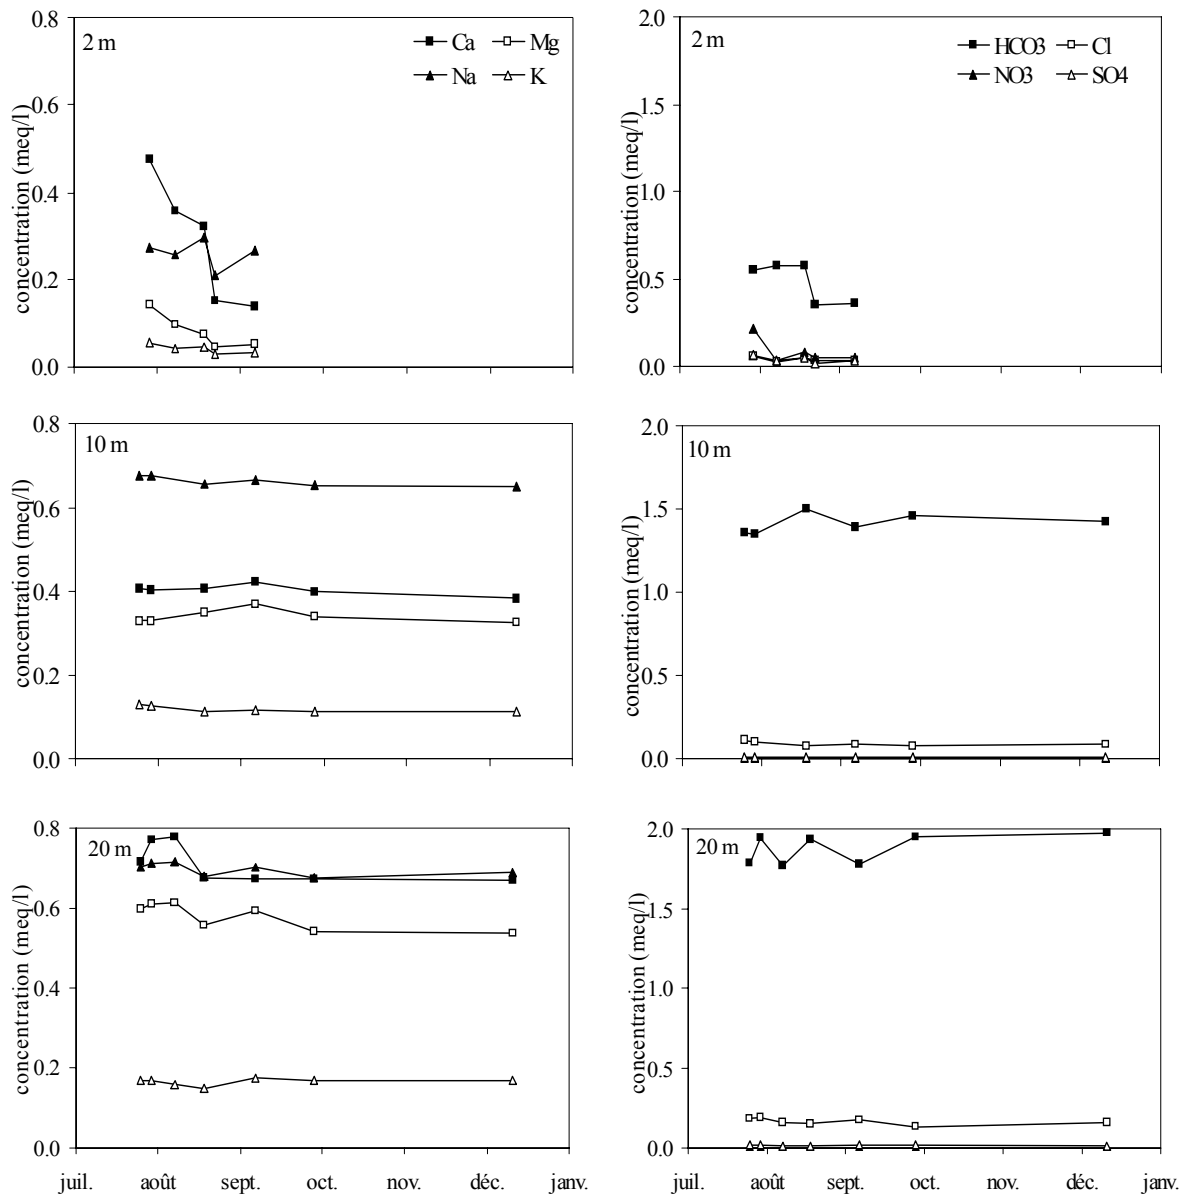 2 m
Ca Mg
Na K
0.8
0.6
0.4
0.2
0.0
concentration (meq/l)
2 m
HCO3 Cl
NO3 SO4
2.0
1.5
1.0
0.5
0.0
concentration (meq/l)
10 m
0.8
0.6
0.4
0.2
0.0
concentration (meq/l)
10 m
2.0
1.5
1.0
0.5
0.0
concentration (meq/l)
20 m
0.8
0.6
0.4
0.2
0.0
concentration (meq/l)
juil. août sept. oct. nov. déc. janv.
20 m
2.0
1.5
1.0
0.5
0.0
concentration (meq/l)
juil. août sept. oct. nov. déc. janv.